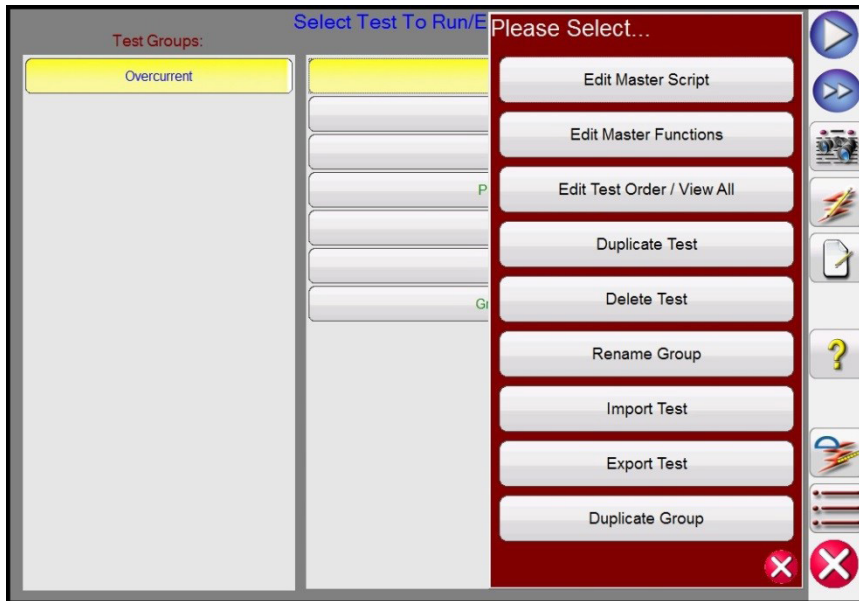 Select Test To Run/E
Test Groups:
Overcurrent
P
Gr
Please Select...
Edit Master Script
Edit Master Functions
Edit Test Order / View All
Duplicate Test
Delete Test
Rename Group
Import Test
Export Test
Duplicate Group